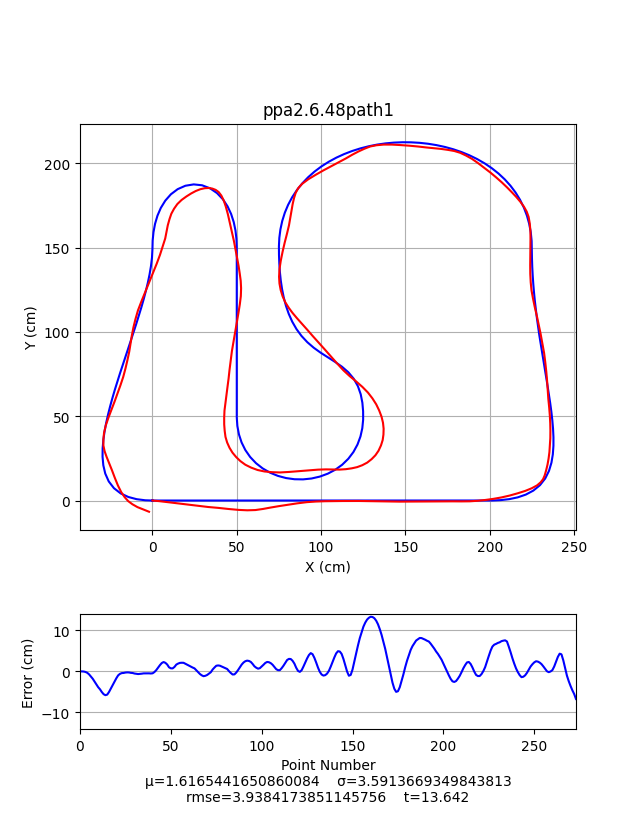 ppa2.6.48path1
200
150
100
50
0
Y (cm)
0 50 100 150 200 250
X (cm)
10
0
−10
Error (cm)
0 50 100 150 200 250
Point Number
μ=1.6165441650860084 σ=3.5913669349843813
rmse=3.9384173851145756 t=13.642